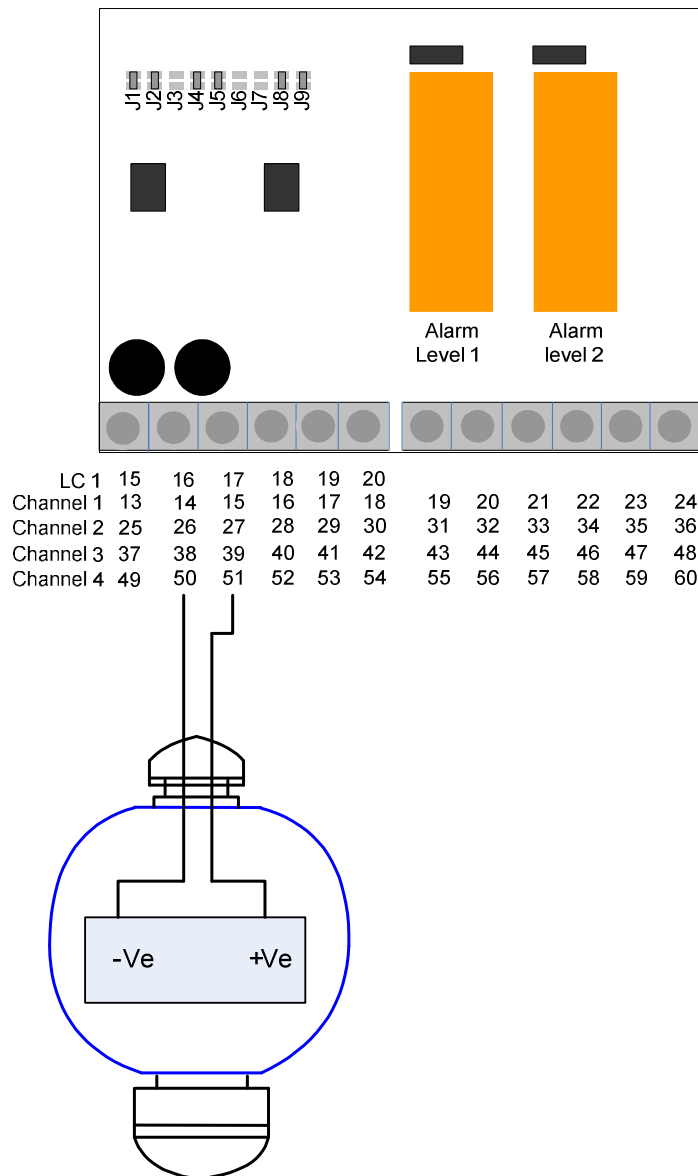 J1 J2 J3 J4 J5 J6 J7 J8 J9
Alarm Level 1
Alarm level 2
LC 1 15 16 17 18 19 20
Channel 1 13 14 15 16 17 18 19 20 21 22 23 24
Channel 2 25 26 27 28 29 30 31 32 33 34 35 36
Channel 3 37 38 39 40 41 42 43 44 45 46 47 48
Channel 4 49 50 51 52 53 54 55 56 57 58 59 60
-Ve +Ve